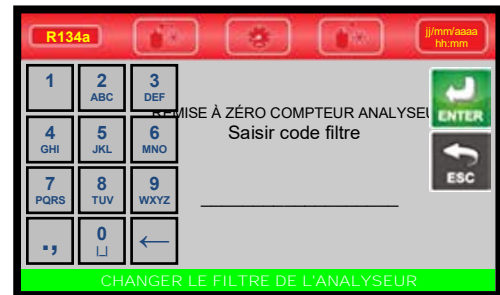 R134a
jj/mm/aaaa
hh:mm
1
2
ABC
3
DEF
REMISE À ZÉRO COMPTEUR ANALYSEU
ENTER
Saisir code filtre
4
GHI
5
JKL
6
MNO
ESC
7
PQRS
8
TUV
9
WXYZ
.,
0
CHANGER LE FILTRE DE L'ANALYSEUR